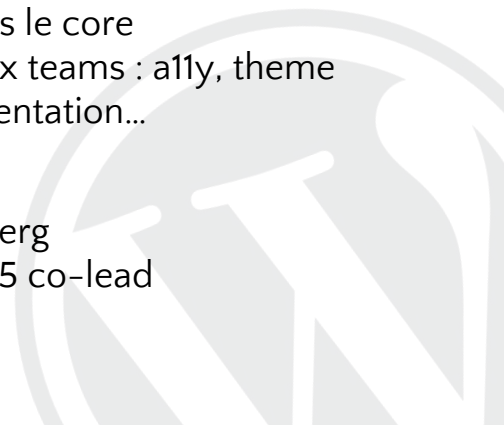 s le core
x teams : a11y, theme
entation…
erg
5 co-lead